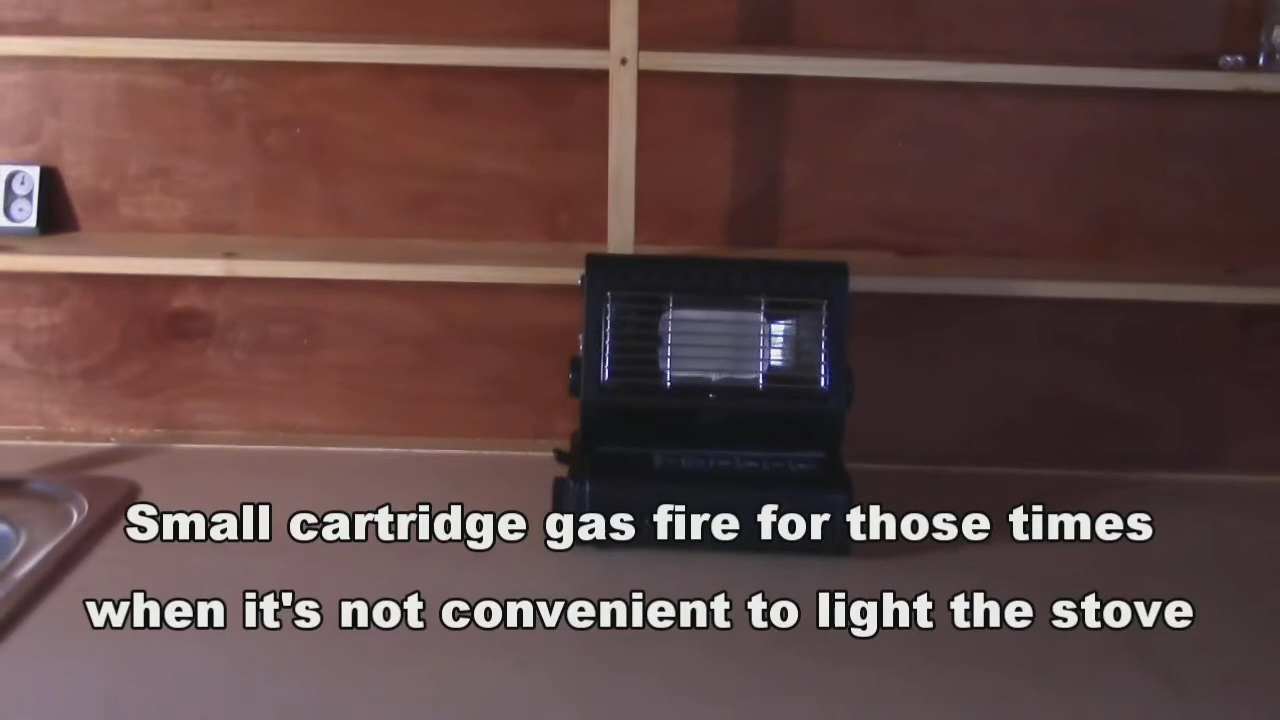 Small cartridge gas fire for those times
when it's not convenient to light the stove